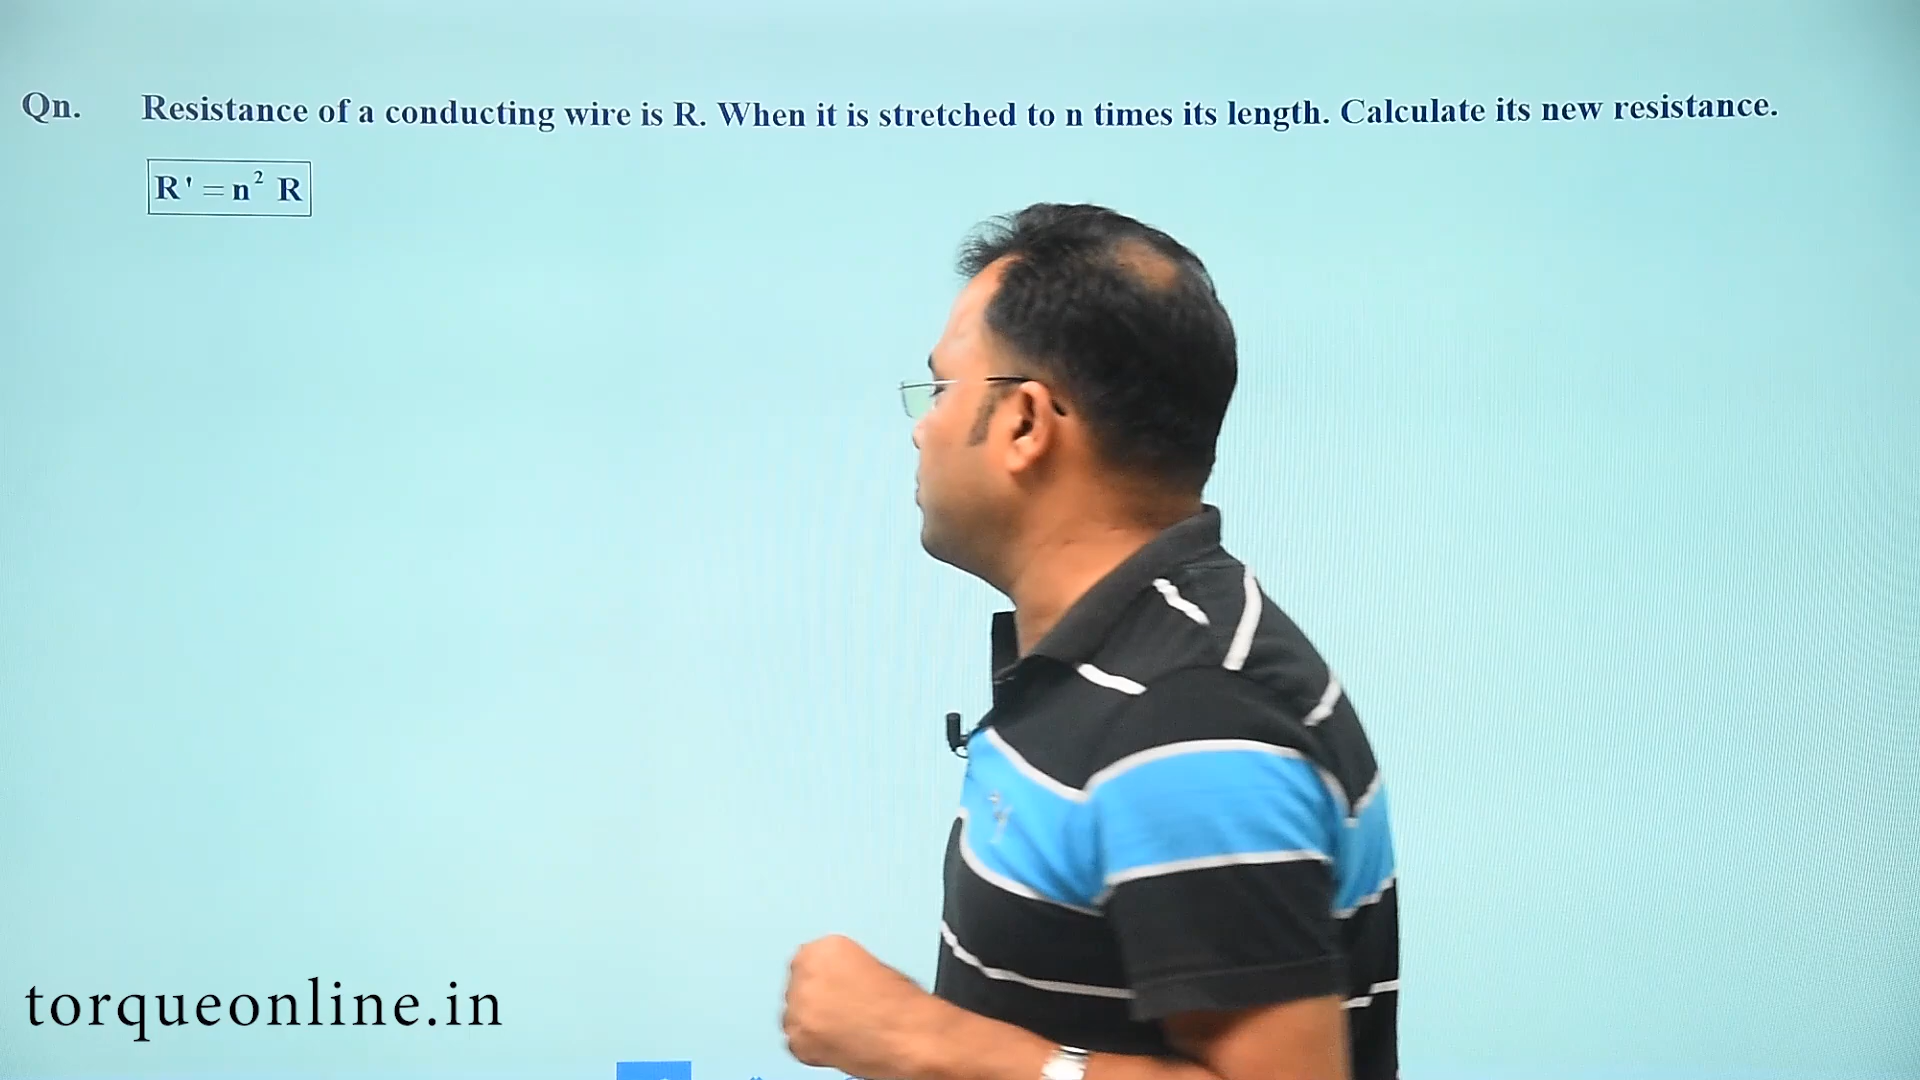 Qn. Resistance of a conducting wire is R. When it is stretched to n times its length. Calculate its new resistance.
R' = n² R
torqueonline.in